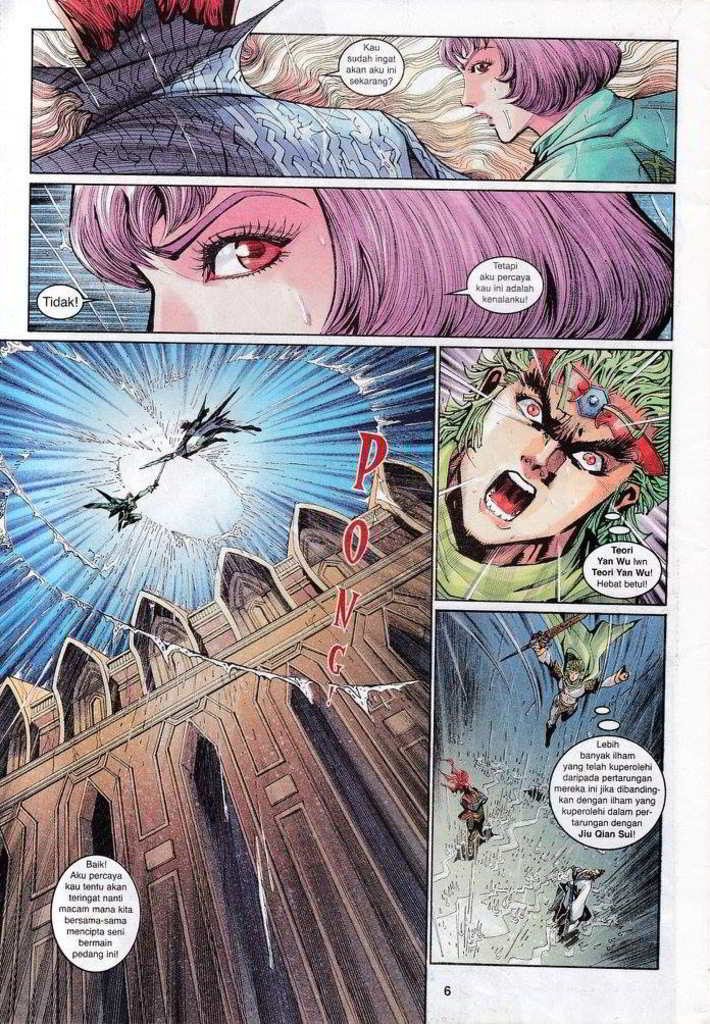 Kau
sudah ingat
akan aku ini
sekarang?
Tidak!
Tetapi
aku percaya
kau ini adalah
kenalanku!
PONG!
Baik!
Aku percaya
kau tentu akan
teringat nanti
macam mana kita
bersama-sama
mencipta seni
bermain
pedang ini!
Teori
Yan Wu lwn
Teori Yan Wu!
Hebat betul!
Lebih
banyak ilham
yang telah kuperolehi
daripada pertarungan
mereka ini jika dibanding-
kan dengan ilham yang
kuperolehi dalam per-
tarungan dengan
Jiu Qian Sui!
6